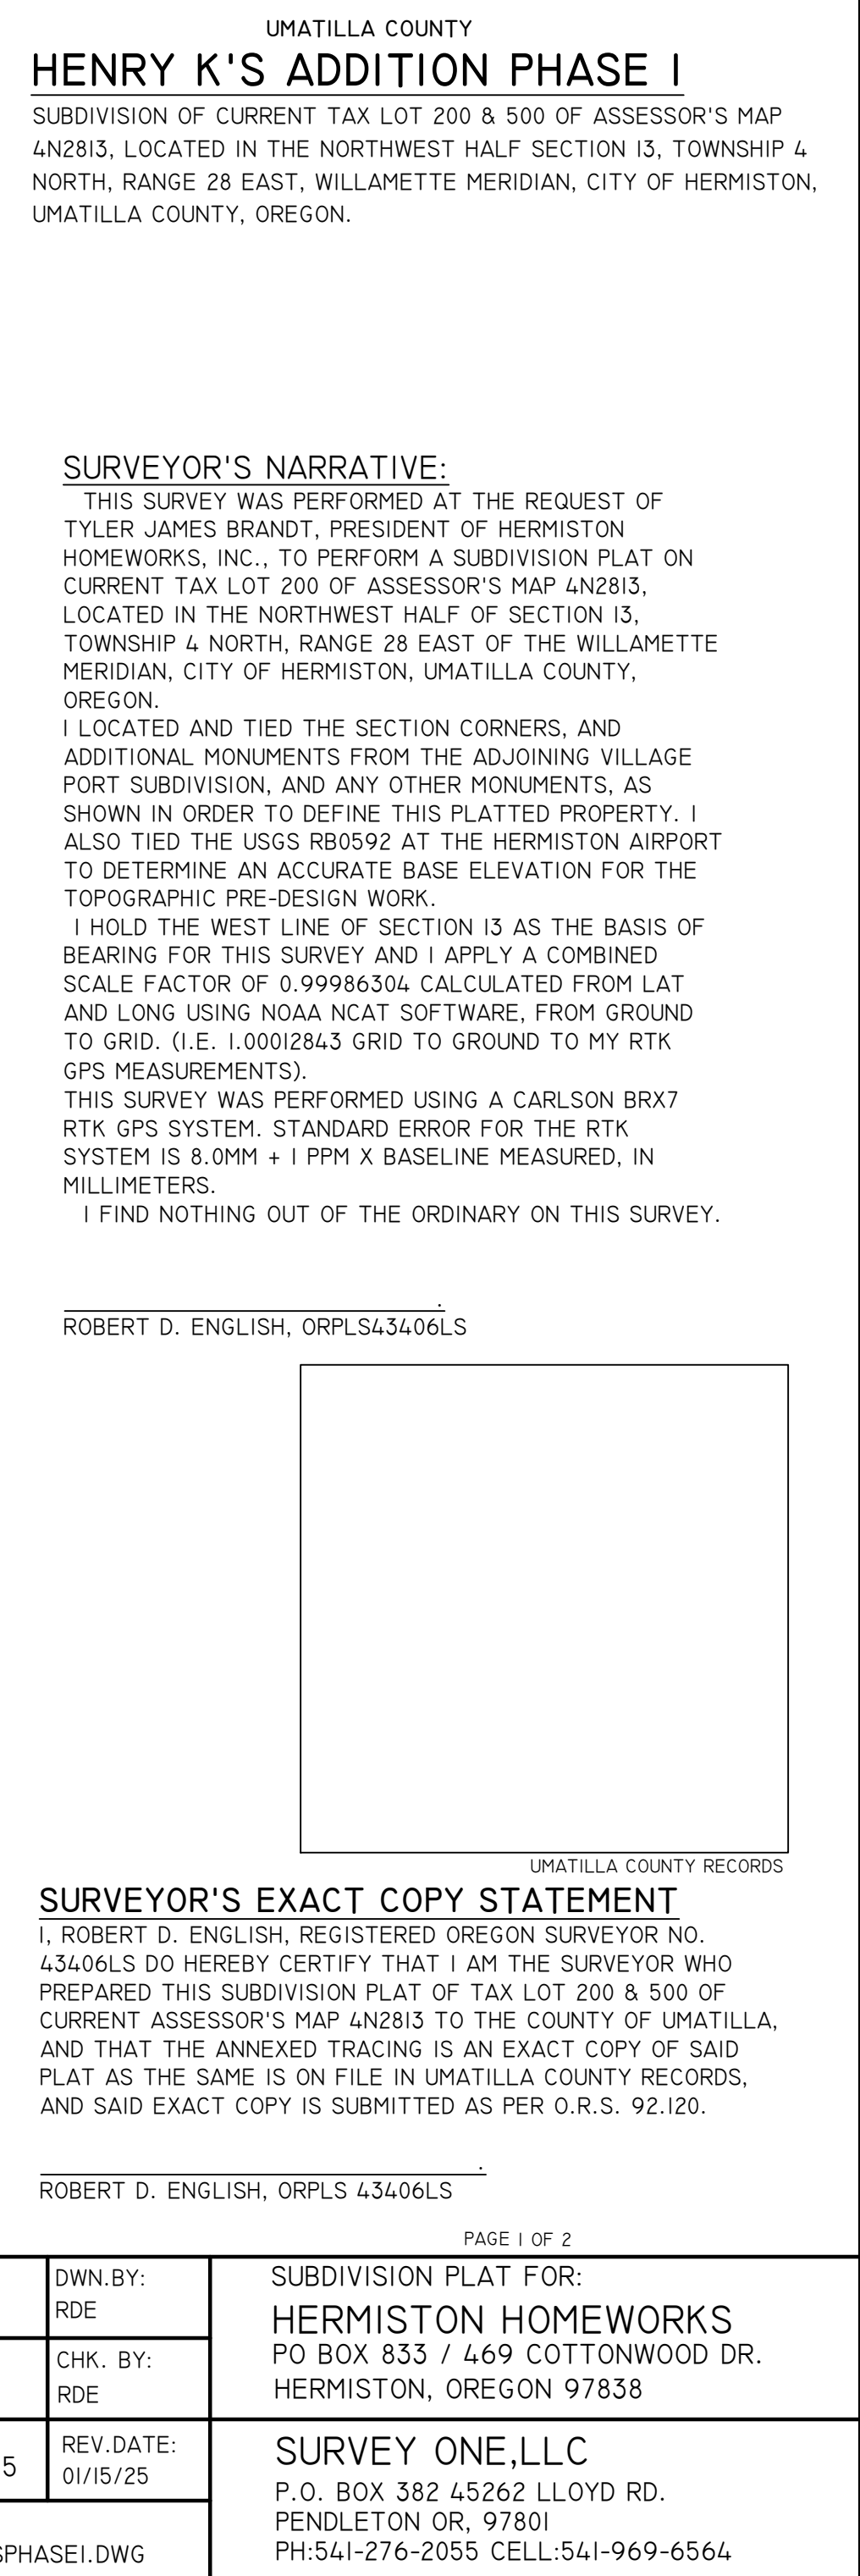 UMATILLA COUNTY
HENRY K'S ADDITION PHASE 1
SUBDIVISION OF CURRENT TAX LOT 200 & 500 OF ASSESSOR'S MAP
4N2813, LOCATED IN THE NORTHWEST HALF SECTION 13, TOWNSHIP 4
NORTH, RANGE 28 EAST, WILLAMETTE MERIDIAN, CITY OF HERMISTON,
UMATILLA COUNTY, OREGON.
SURVEYOR'S NARRATIVE:
THIS SURVEY WAS PERFORMED AT THE REQUEST OF
TYLER JAMES BRANDT, PRESIDENT OF HERMISTON
HOMEWORKS, INC., TO PERFORM A SUBDIVISION PLAT ON
CURRENT TAX LOT 200 OF ASSESSOR'S MAP 4N2813,
LOCATED IN THE NORTHWEST HALF OF SECTION 13,
TOWNSHIP 4 NORTH, RANGE 28 EAST OF THE WILLAMETTE
MERIDIAN, CITY OF HERMISTON, UMATILLA COUNTY,
OREGON.
I LOCATED AND TIED THE SECTION CORNERS, AND
ADDITIONAL MONUMENTS FROM THE ADJOINING VILLAGE
PORT SUBDIVISION, AND ANY OTHER MONUMENTS, AS
SHOWN IN ORDER TO DEFINE THIS PLATTED PROPERTY. I
ALSO TIED THE USGS RB0592 AT THE HERMISTON AIRPORT
TO DETERMINE AN ACCURATE BASE ELEVATION FOR THE
TOPOGRAPHIC PRE-DESIGN WORK.
I HOLD THE WEST LINE OF SECTION 13 AS THE BASIS OF
BEARING FOR THIS SURVEY AND I APPLY A COMBINED
SCALE FACTOR OF 0.99986304 CALCULATED FROM LAT
AND LONG USING NOAA NCAT SOFTWARE, FROM GROUND
TO GRID. (I.E. 1.00012843 GRID TO GROUND TO MY RTK
GPS MEASUREMENTS).
THIS SURVEY WAS PERFORMED USING A CARLSON BRX7
RTK GPS SYSTEM. STANDARD ERROR FOR THE RTK
SYSTEM IS 8.0MM + 1 PPM X BASELINE MEASURED, IN
MILLIMETERS.
I FIND NOTHING OUT OF THE ORDINARY ON THIS SURVEY.
.
ROBERT D. ENGLISH, ORPLS43406LS
UMATILLA COUNTY RECORDS
SURVEYOR'S EXACT COPY STATEMENT
I, ROBERT D. ENGLISH, REGISTERED OREGON SURVEYOR NO.
43406LS DO HEREBY CERTIFY THAT I AM THE SURVEYOR WHO
PREPARED THIS SUBDIVISION PLAT OF TAX LOT 200 & 500 OF
CURRENT ASSESSOR'S MAP 4N2813 TO THE COUNTY OF UMATILLA,
AND THAT THE ANNEXED TRACING IS AN EXACT COPY OF SAID
PLAT AS THE SAME IS ON FILE IN UMATILLA COUNTY RECORDS,
AND SAID EXACT COPY IS SUBMITTED AS PER O.R.S. 92.120.
.
ROBERT D. ENGLISH, ORPLS 43406LS
PAGE 1 OF 2
DWN.BY:
RDE
CHK. BY:
RDE
5
REV.DATE:
01/15/25
SPHASE1.DWG
SUBDIVISION PLAT FOR:
HERMISTON HOMEWORKS
PO BOX 833 / 469 COTTONWOOD DR.
HERMISTON, OREGON 97838
SURVEY ONE,LLC
P.O. BOX 382 45262 LLOYD RD.
PENDLETON OR, 97801
PH:541-276-2055 CELL:541-969-6564